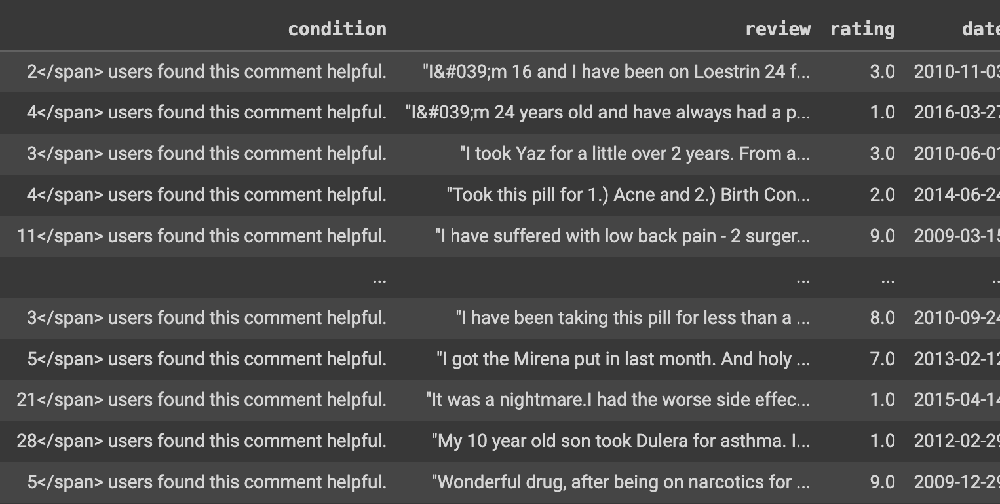 condition review rating date
2</span> users found this comment helpful. "I&#039;m 16 and I have been on Loestrin 24 f... 3.0 2010-11-03
4</span> users found this comment helpful. "I&#039;m 24 years old and have always had a p... 1.0 2016-03-27
3</span> users found this comment helpful. "I took Yaz for a little over 2 years. From a... 3.0 2010-06-01
4</span> users found this comment helpful. "Took this pill for 1.) Acne and 2.) Birth Con... 2.0 2014-06-24
11</span> users found this comment helpful. "I have suffered with low back pain - 2 surger... 9.0 2009-03-15
... ... ... ..
3</span> users found this comment helpful. "I have been taking this pill for less than a ... 8.0 2010-09-24
5</span> users found this comment helpful. "I got the Mirena put in last month. And holy ... 7.0 2013-02-12
21</span> users found this comment helpful. "It was a nightmare.I had the worse side effec... 1.0 2015-04-14
28</span> users found this comment helpful. "My 10 year old son took Dulera for asthma. I... 1.0 2012-02-29
5</span> users found this comment helpful. "Wonderful drug, after being on narcotics for ... 9.0 2009-12-29